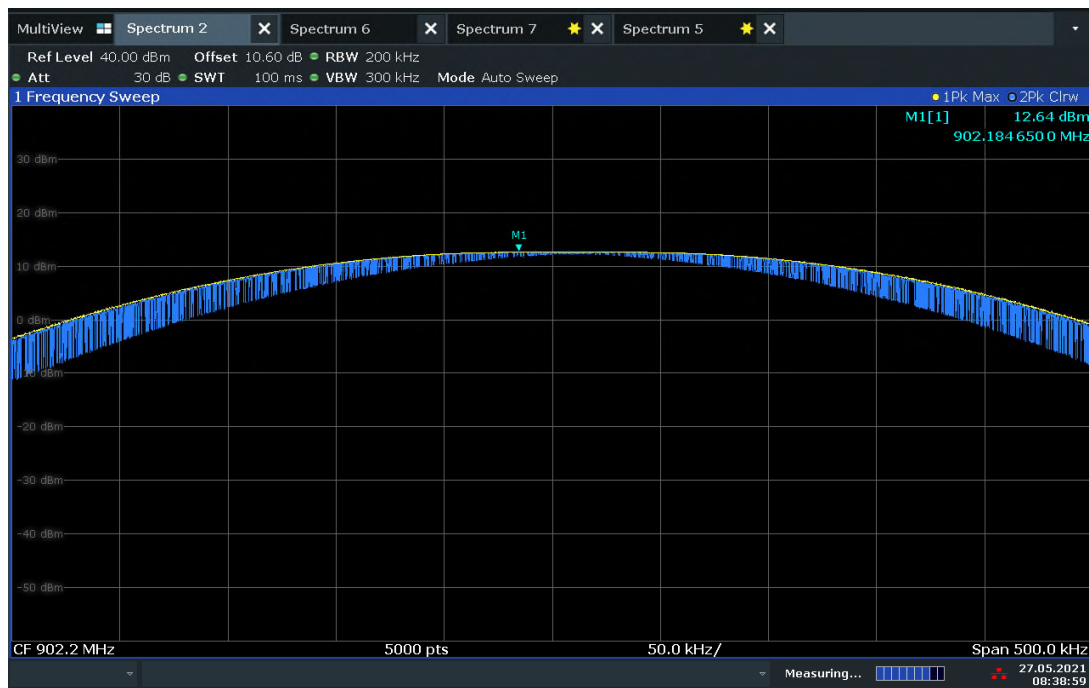 MultiView Spectrum 2 X Spectrum 6 X Spectrum 7 X Spectrum 5 X
Ref Level 40.00 dBm Offset 10.60 dB RBW 200 kHz
Att 30 dB SWT 100 ms VBW 300 kHz Mode Auto Sweep
1 Frequency Sweep 1Pk Max 2Pk Clrw
M1[1] 12.64 dBm
902.1846500 MHz
30 dBm
20 dBm
M1
10 dBm
0 dBm
-10 dBm
-20 dBm
-30 dBm
-40 dBm
-50 dBm
CF 902.2 MHz 5000 pts 50.0 kHz/ Span 500.0 kHz
Measuring... 27.05.2021
08:38:59